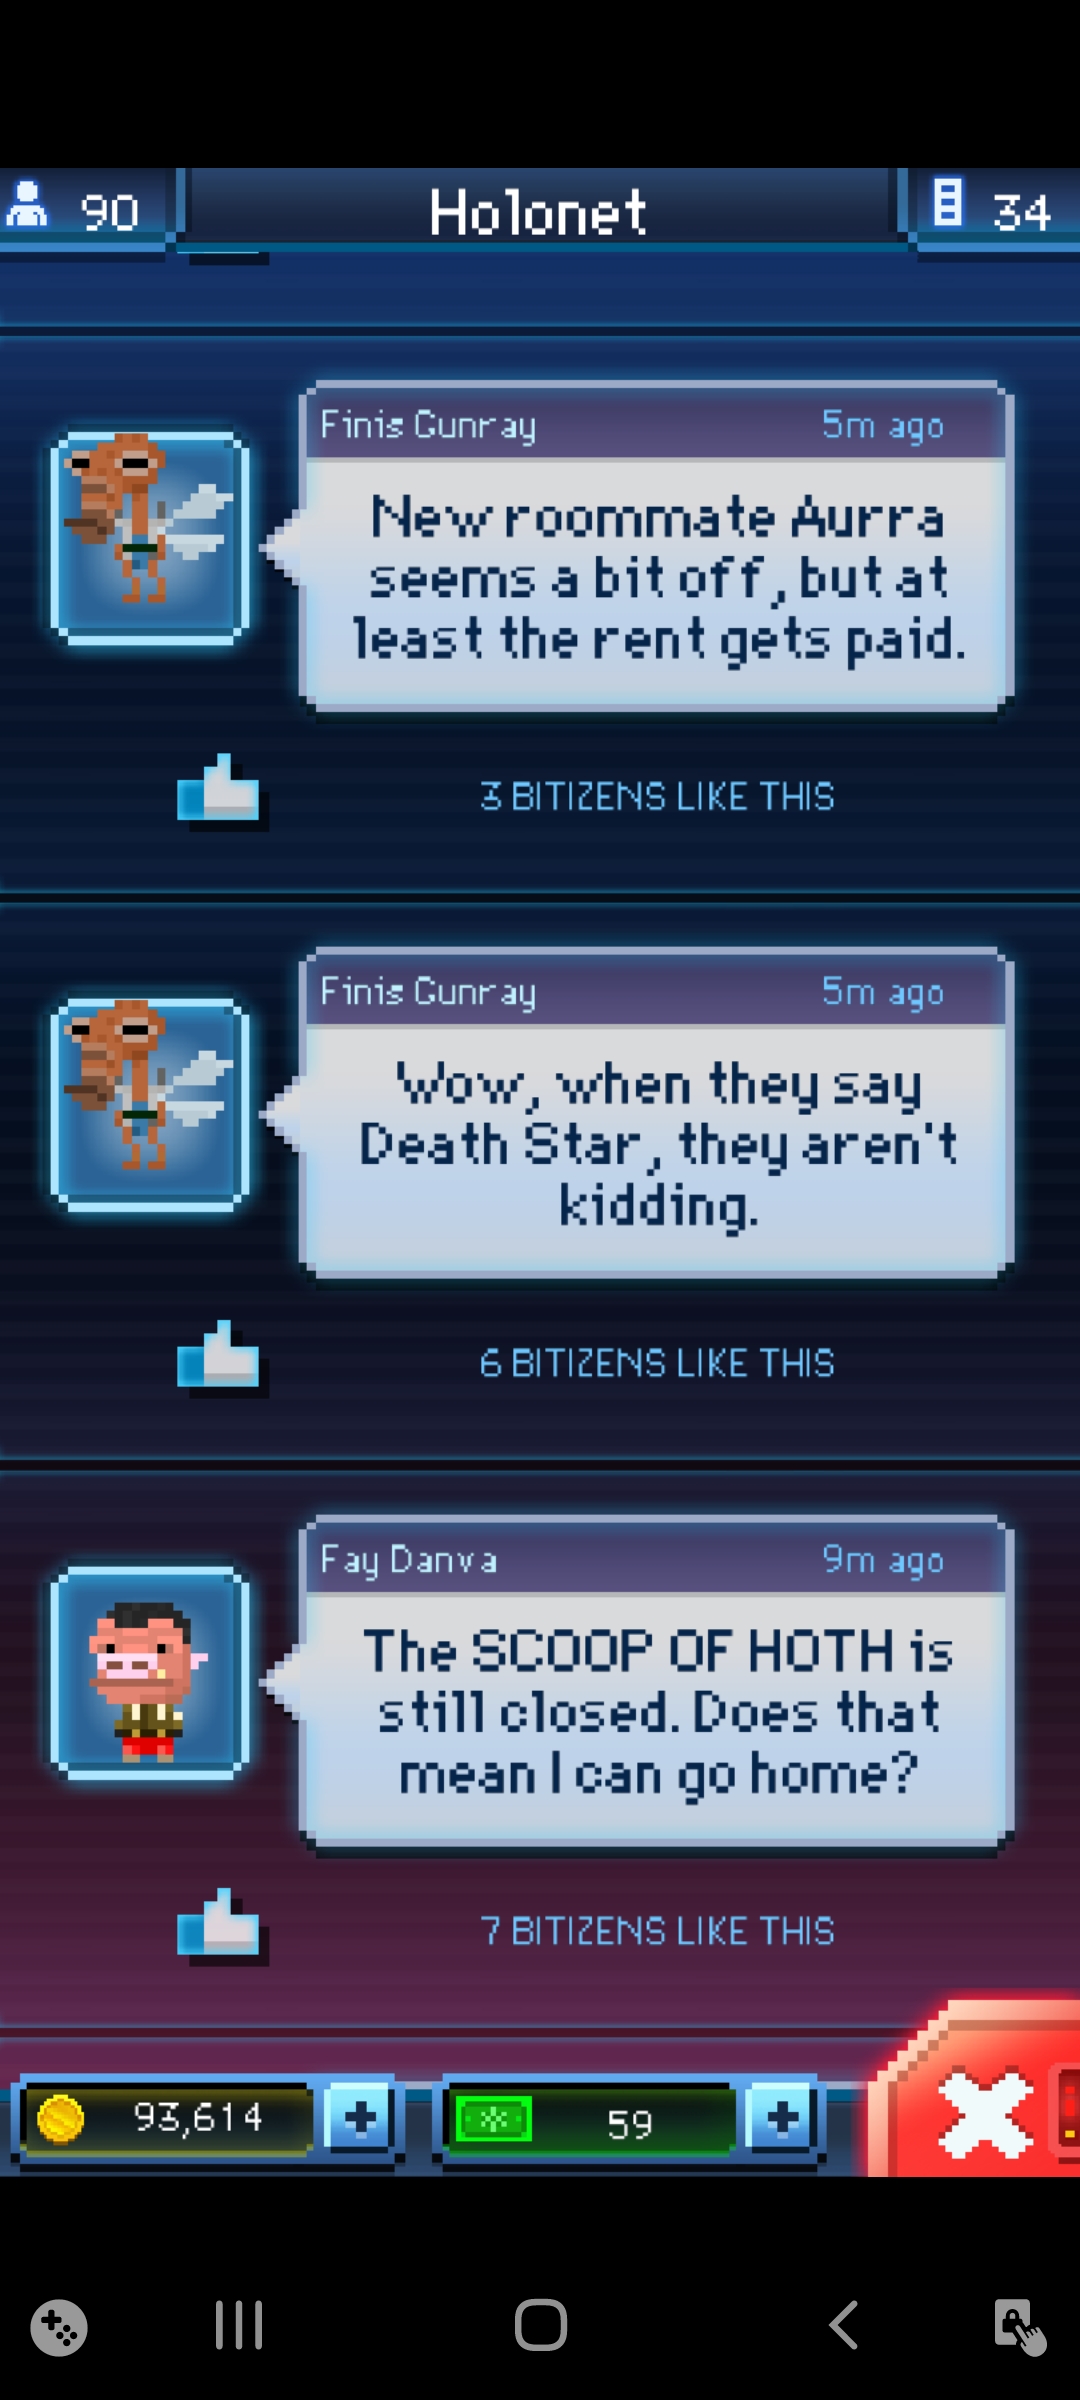 90
Holonet
34
Finis Gunray
5m ago
New roommate Aurra
seems a bit off, but at
least the rent gets paid.
3 BITIZENS LIKE THIS
Finis Gunray
5m ago
Wow, when they say
Death Star, they aren't
kidding.
6 BITIZENS LIKE THIS
Fay Danva
9m ago
The SCOOP OF HOTH is
still closed. Does that
mean I can go home?
7 BITIZENS LIKE THIS
93,614
59